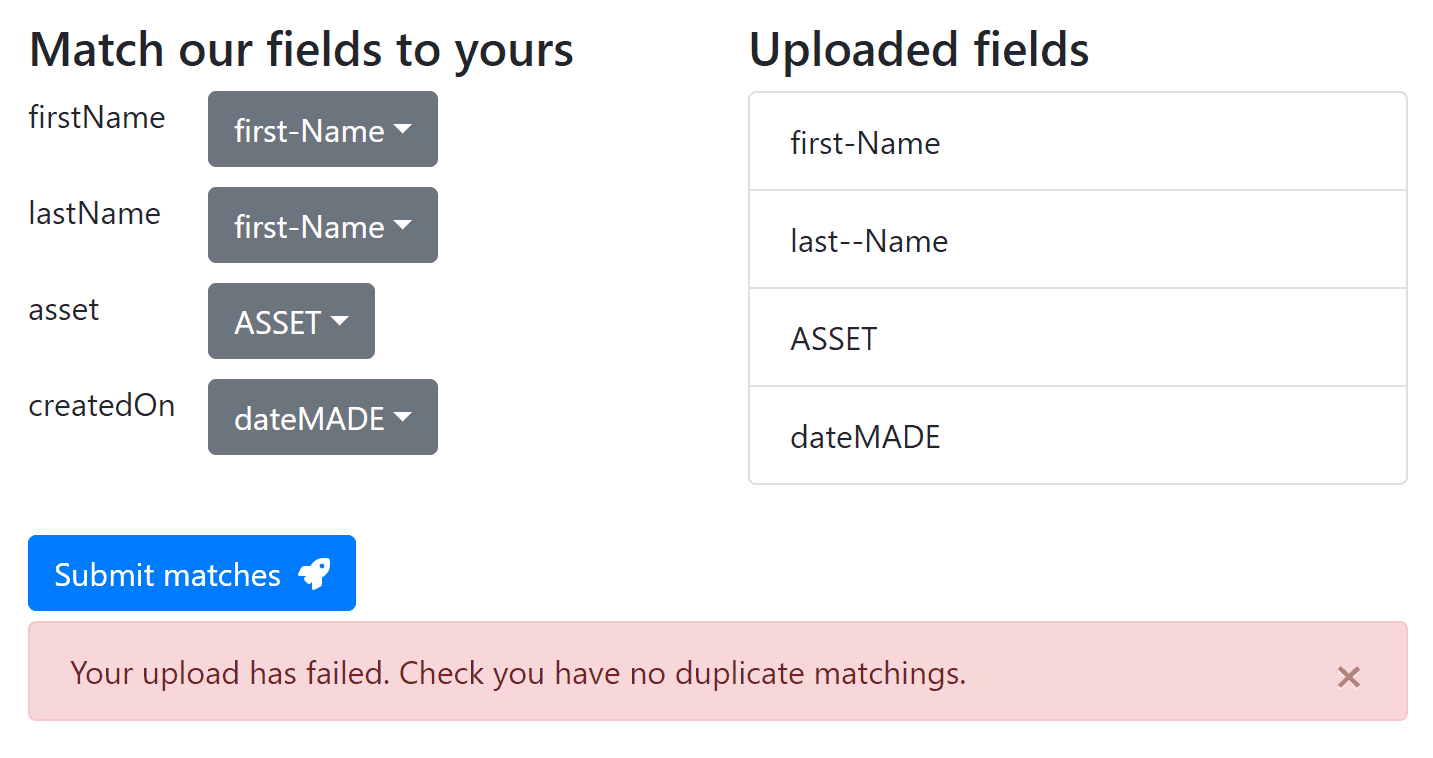 Match our fields to yours
firstName
first-Name
lastName
first-Name
asset
ASSET
createdOn
dateMADE
Uploaded fields
first-Name
last--Name
ASSET
dateMADE
Submit matches
Your upload has failed. Check you have no duplicate matchings.
×